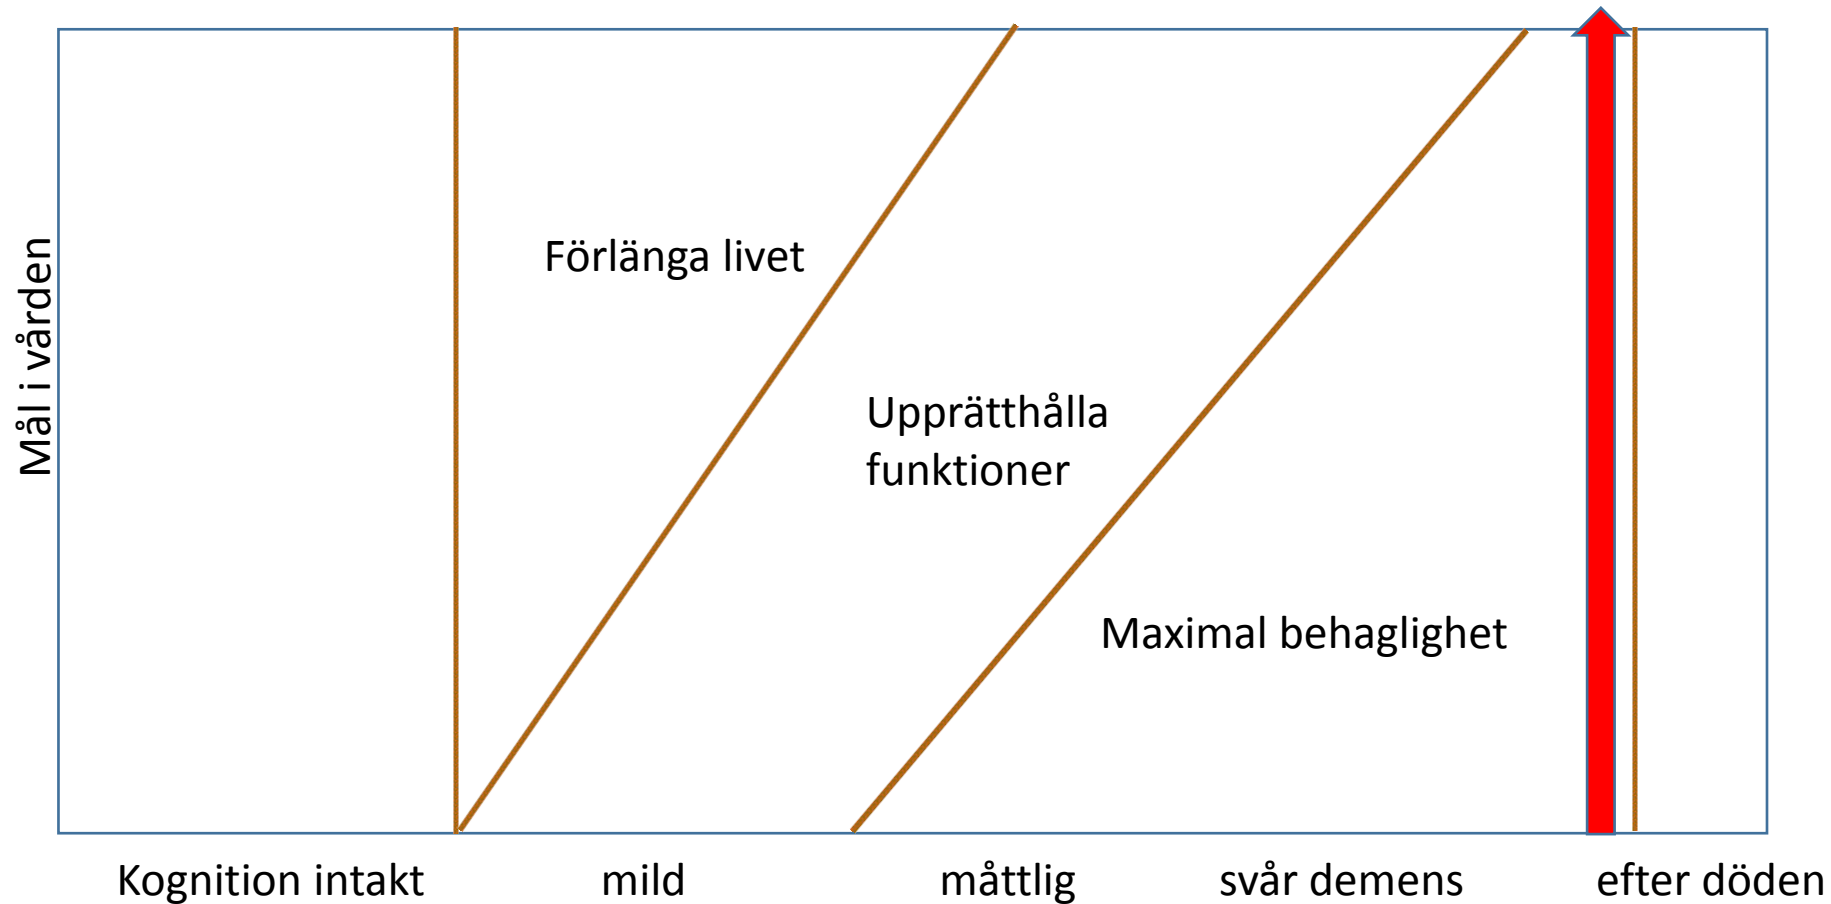 Mål i vården
Förlänga livet
Upprätthålla
funktioner
Maximal behaglighet
Kognition intakt
mild
måttlig
svår demens
efter döden